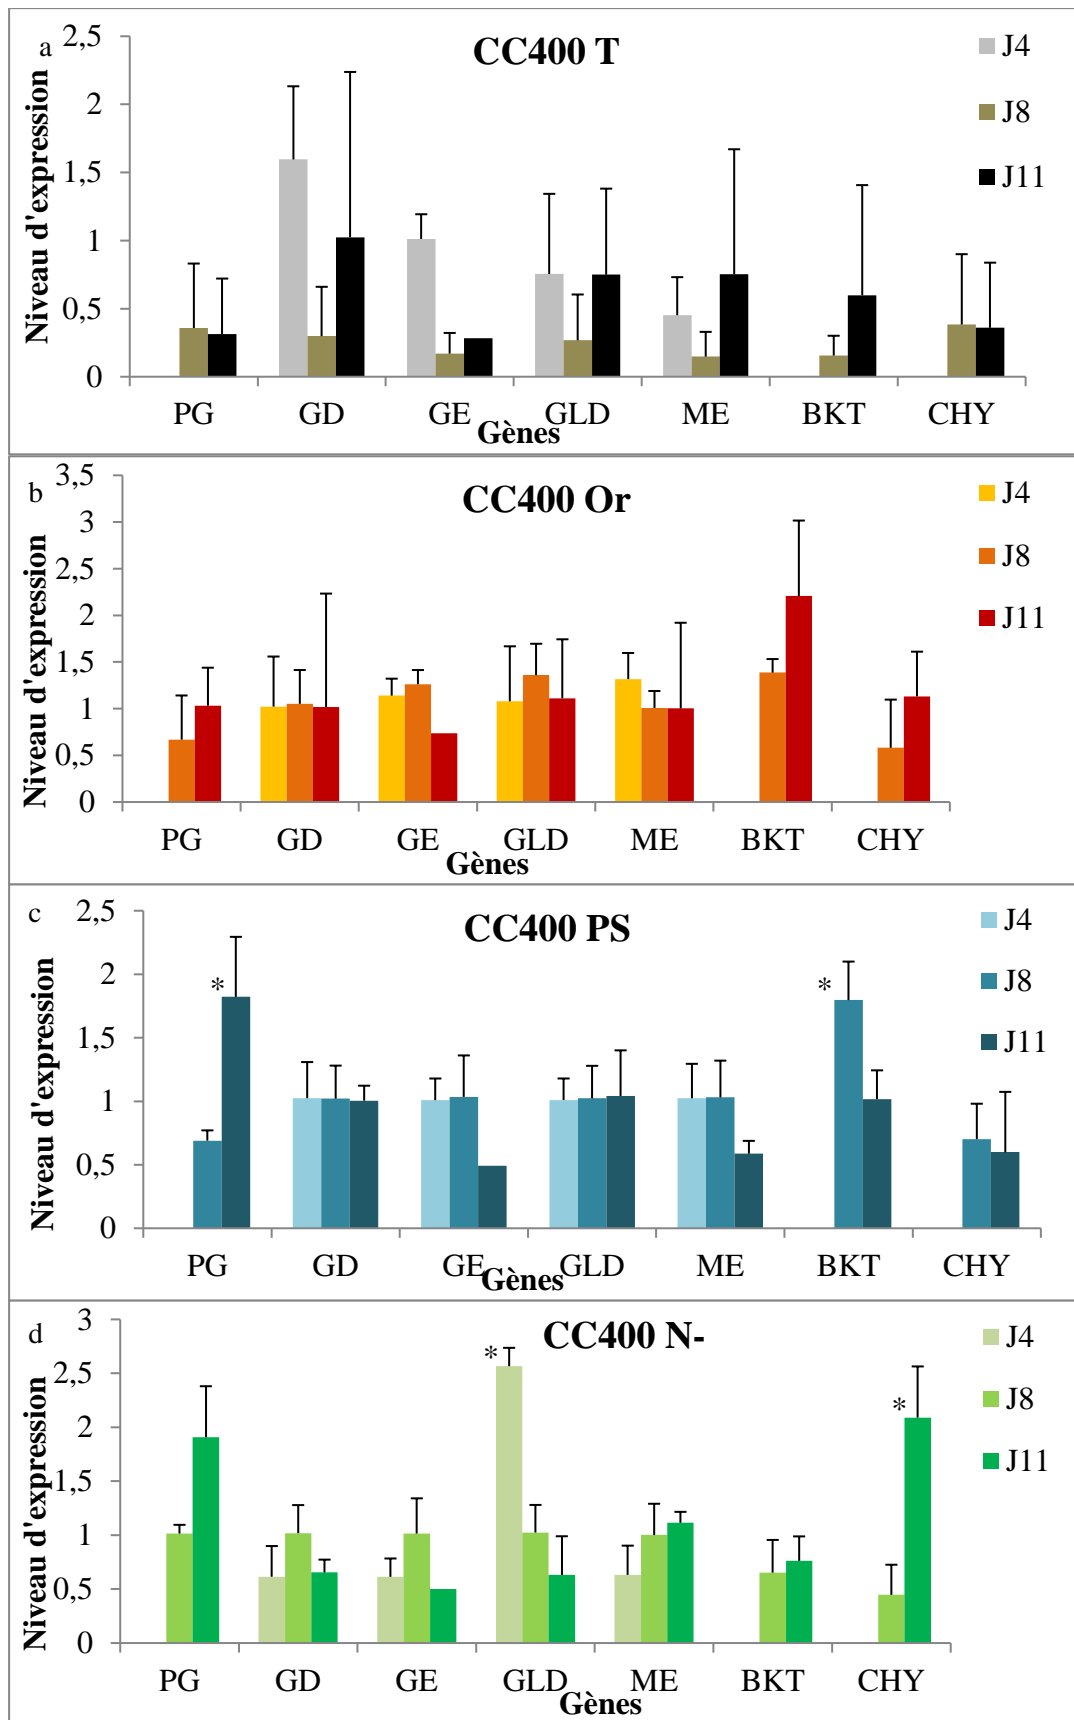 a
CC400 T
Niveau d'expression
2,5
2
1,5
1
0,5
0
PG GD GE GLD ME BKT CHY
Gènes
J4
J8
J11
b
CC400 Or
Niveau d'expression
3,5
3
2,5
2
1,5
1
0,5
0
PG GD GE GLD ME BKT CHY
Gènes
J4
J8
J11
c
CC400 PS
Niveau d'expression
2,5
2
1,5
1
0,5
0
* *
PG GD GE GLD ME BKT CHY
Gènes
J4
J8
J11
d
CC400 N-
Niveau d'expression
3
2,5
2
1,5
1
0,5
0
* *
PG GD GE GLD ME BKT CHY
Gènes
J4
J8
J11